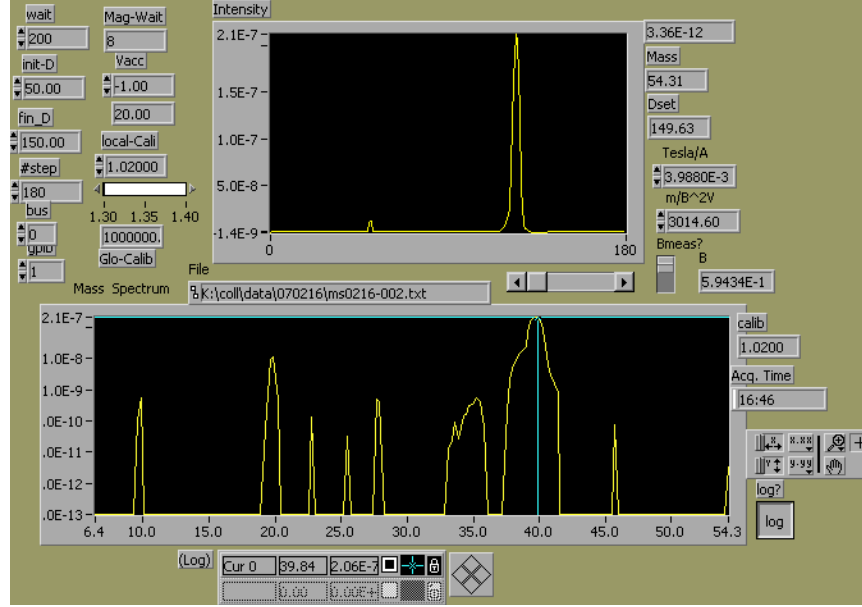 wait
200
init-D
50.00
fin_D
150.00
#step
180
bus
0
gpib
1
Mag-Wait
8
Vacc
-1.00
20.00
local-Cali
1.02000
1.30 1.35 1.40
1000000.
Glo-Calib
Intensity
2.1E-7
1.5E-7
1.0E-7
5.0E-8
-1.4E-9
0 180
3.36E-12
Mass
54.31
Dset
149.63
Tesla/A
3.9880E-3
m/B^2V
3014.60
Bmeas?
B
5.9434E-1
File
K:\coll\data\070216\ms0216-002.txt
Mass Spectrum
2.1E-7
1.0E-8
1.0E-9
.0E-10
.0E-11
.0E-12
.0E-13
6.4 10.0 15.0 20.0 25.0 30.0 35.0 40.0 45.0 50.0 54.3
calib
1.0200
Acq. Time
16:46
X x.xx
Y y.yy
log?
log
(Log)
Cur 0 39.84 2.06E-7
0.00 0.00E+